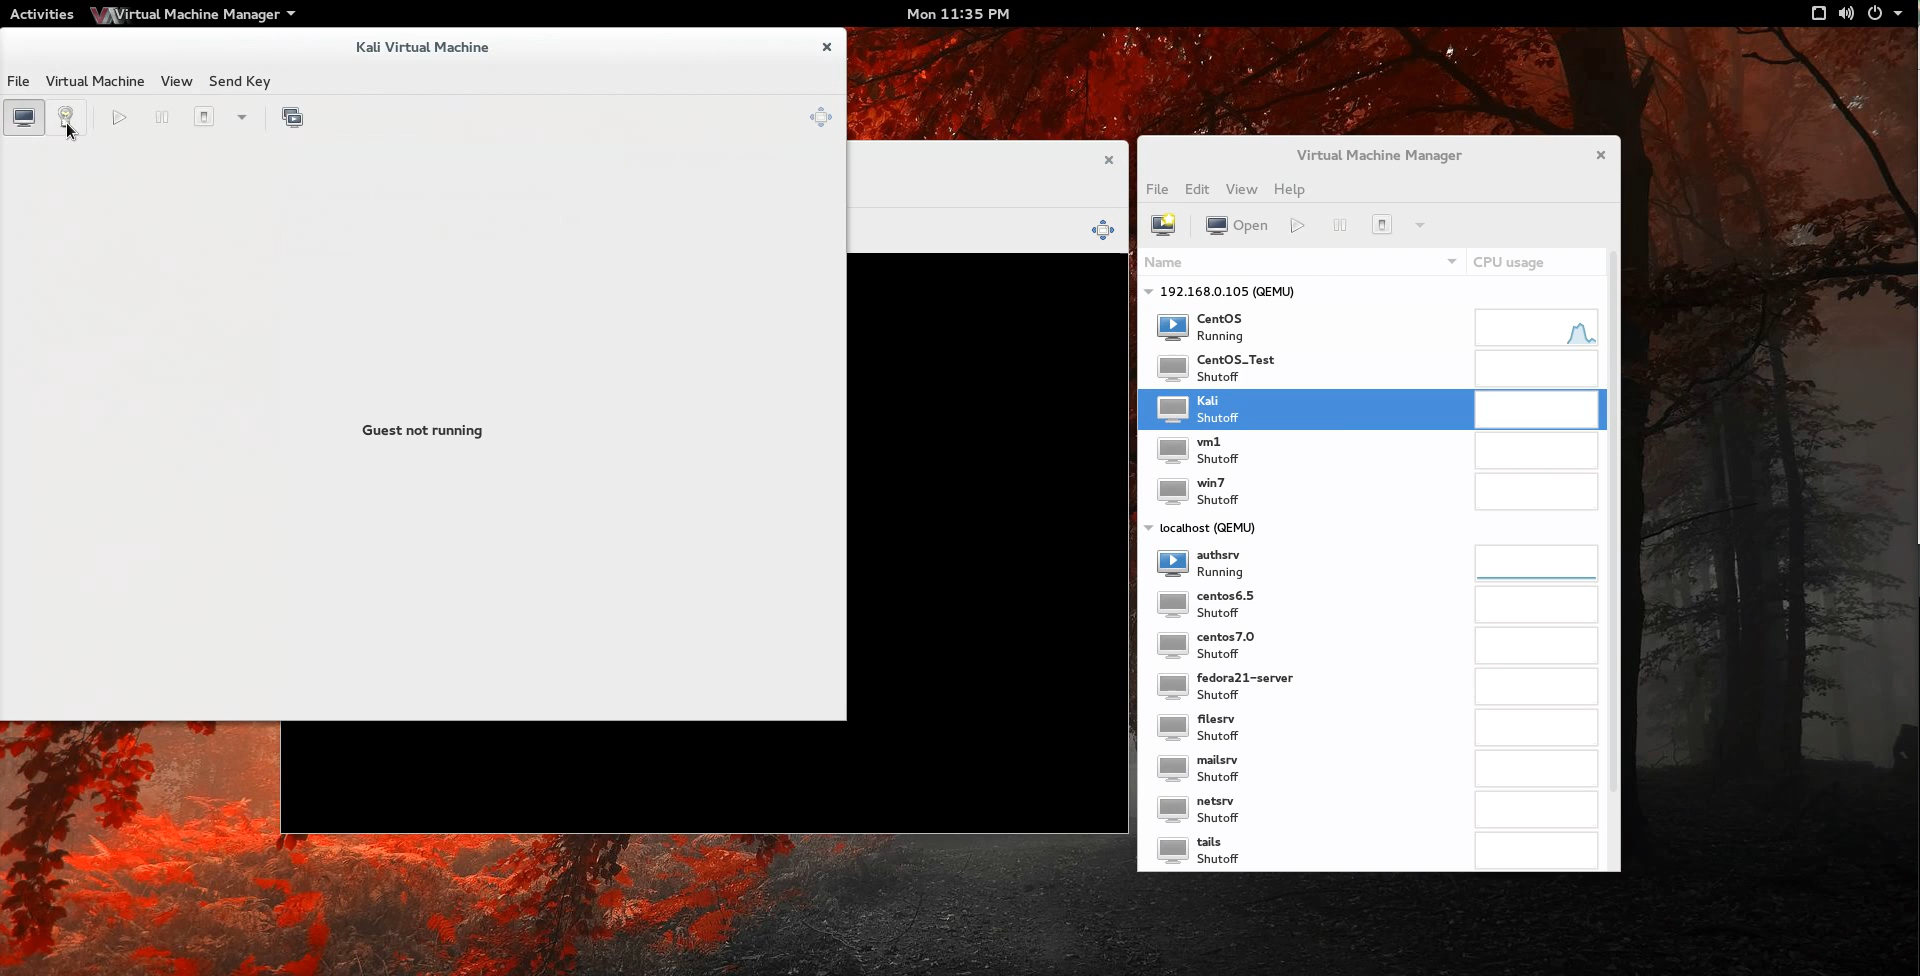 Activities Virtual Machine Manager Mon 11:35 PM
Kali Virtual Machine
File Virtual Machine View Send Key
Guest not running
Virtual Machine Manager
File Edit View Help
Open
Name CPU usage
192.168.0.105 (QEMU)
CentOS
Running
CentOS_Test
Shutoff
Kali
Shutoff
vm1
Shutoff
win7
Shutoff
localhost (QEMU)
authsrv
Running
centos6.5
Shutoff
centos7.0
Shutoff
fedora21-server
Shutoff
filesrv
Shutoff
mailsrv
Shutoff
netsrv
Shutoff
tails
Shutoff